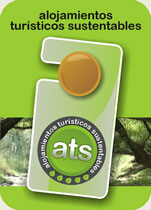 alojamientos
turísticos sustentables
alojamientos turísticos sustentables
ats